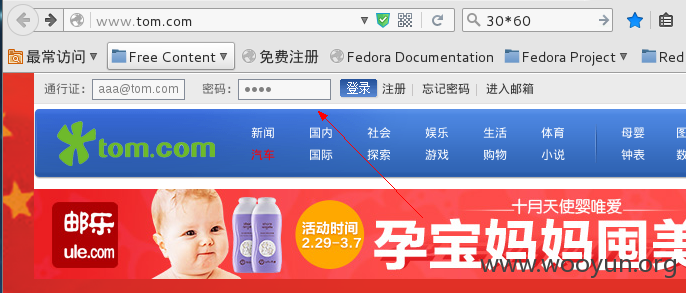 www.tom.com
30*60
最常访问 Free Content 免费注册 Fedora Documentation Fedora Project Red
通行证: aaa@tom.com 密码: 登录 注册 忘记密码 进入邮箱
tom.com
新闻 国内 社会 娱乐 生活 体育 母婴
汽车 国际 探索 游戏 购物 小说 钟表 数
邮乐
ule.com
活动时间
2.29-3.7
十月天使婴唯爱
孕宝妈妈囤美
www.wooyun.org